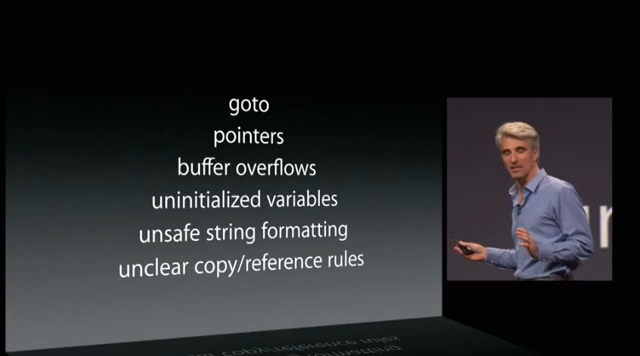 goto
pointers
buffer overflows
uninitialized variables
unsafe string formatting
unclear copy/reference rules